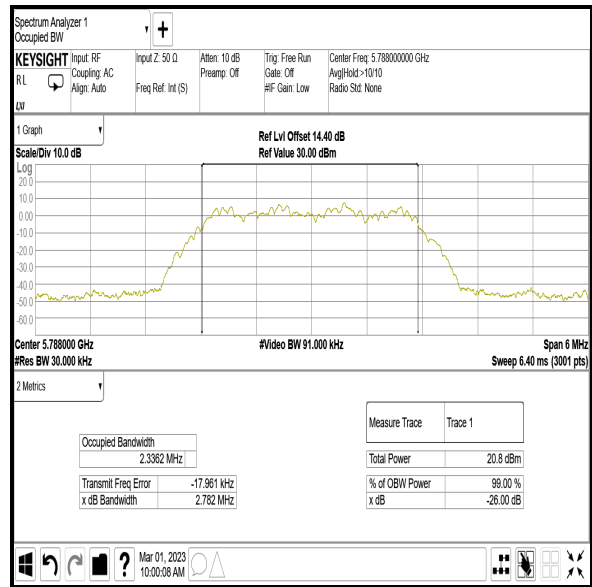 Spectrum Analyzer 1
Occupied BW
KEYSIGHT
RL
LXI
Input: RF
Coupling: AC
Align: Auto
Input Z: 50 Ω
Freq Ref: Int (S)
Atten: 10 dB
Preamp: Off
Trig: Free Run
Gate: Off
#IF Gain: Low
Center Freq: 5.788000000 GHz
Avg|Hold:>10/10
Radio Std: None
1 Graph
Scale/Div 10.0 dB
Ref Lvl Offset 14.40 dB
Ref Value 30.00 dBm
Log
20.0
10.0
0.00
-10.0
-20.0
-30.0
-40.0
-50.0
-60.0
Center 5.788000 GHz
#Res BW 30.000 kHz
#Video BW 91.000 kHz
Span 6 MHz
Sweep 6.40 ms (3001 pts)
2 Metrics
Occupied Bandwidth
2.3362 MHz
Transmit Freq Error -17.961 kHz
x dB Bandwidth 2.782 MHz
Measure Trace Trace 1
Total Power 20.8 dBm
% of OBW Power 99.00 %
x dB -26.00 dB
?
Mar 01, 2023
10:00:08 AM